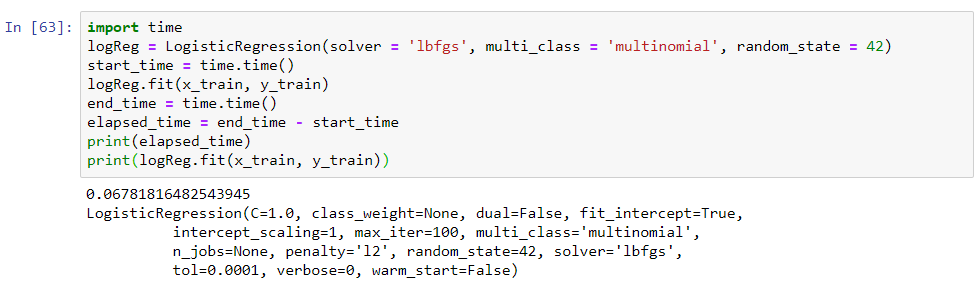 In [63]:
import time
logReg = LogisticRegression(solver = 'lbfgs', multi_class = 'multinomial', random_state = 42)
start_time = time.time()
logReg.fit(x_train, y_train)
end_time = time.time()
elapsed_time = end_time - start_time
print(elapsed_time)
print(logReg.fit(x_train, y_train))
0.06781816482543945
LogisticRegression(C=1.0, class_weight=None, dual=False, fit_intercept=True,
intercept_scaling=1, max_iter=100, multi_class='multinomial',
n_jobs=None, penalty='l2', random_state=42, solver='lbfgs',
tol=0.0001, verbose=0, warm_start=False)